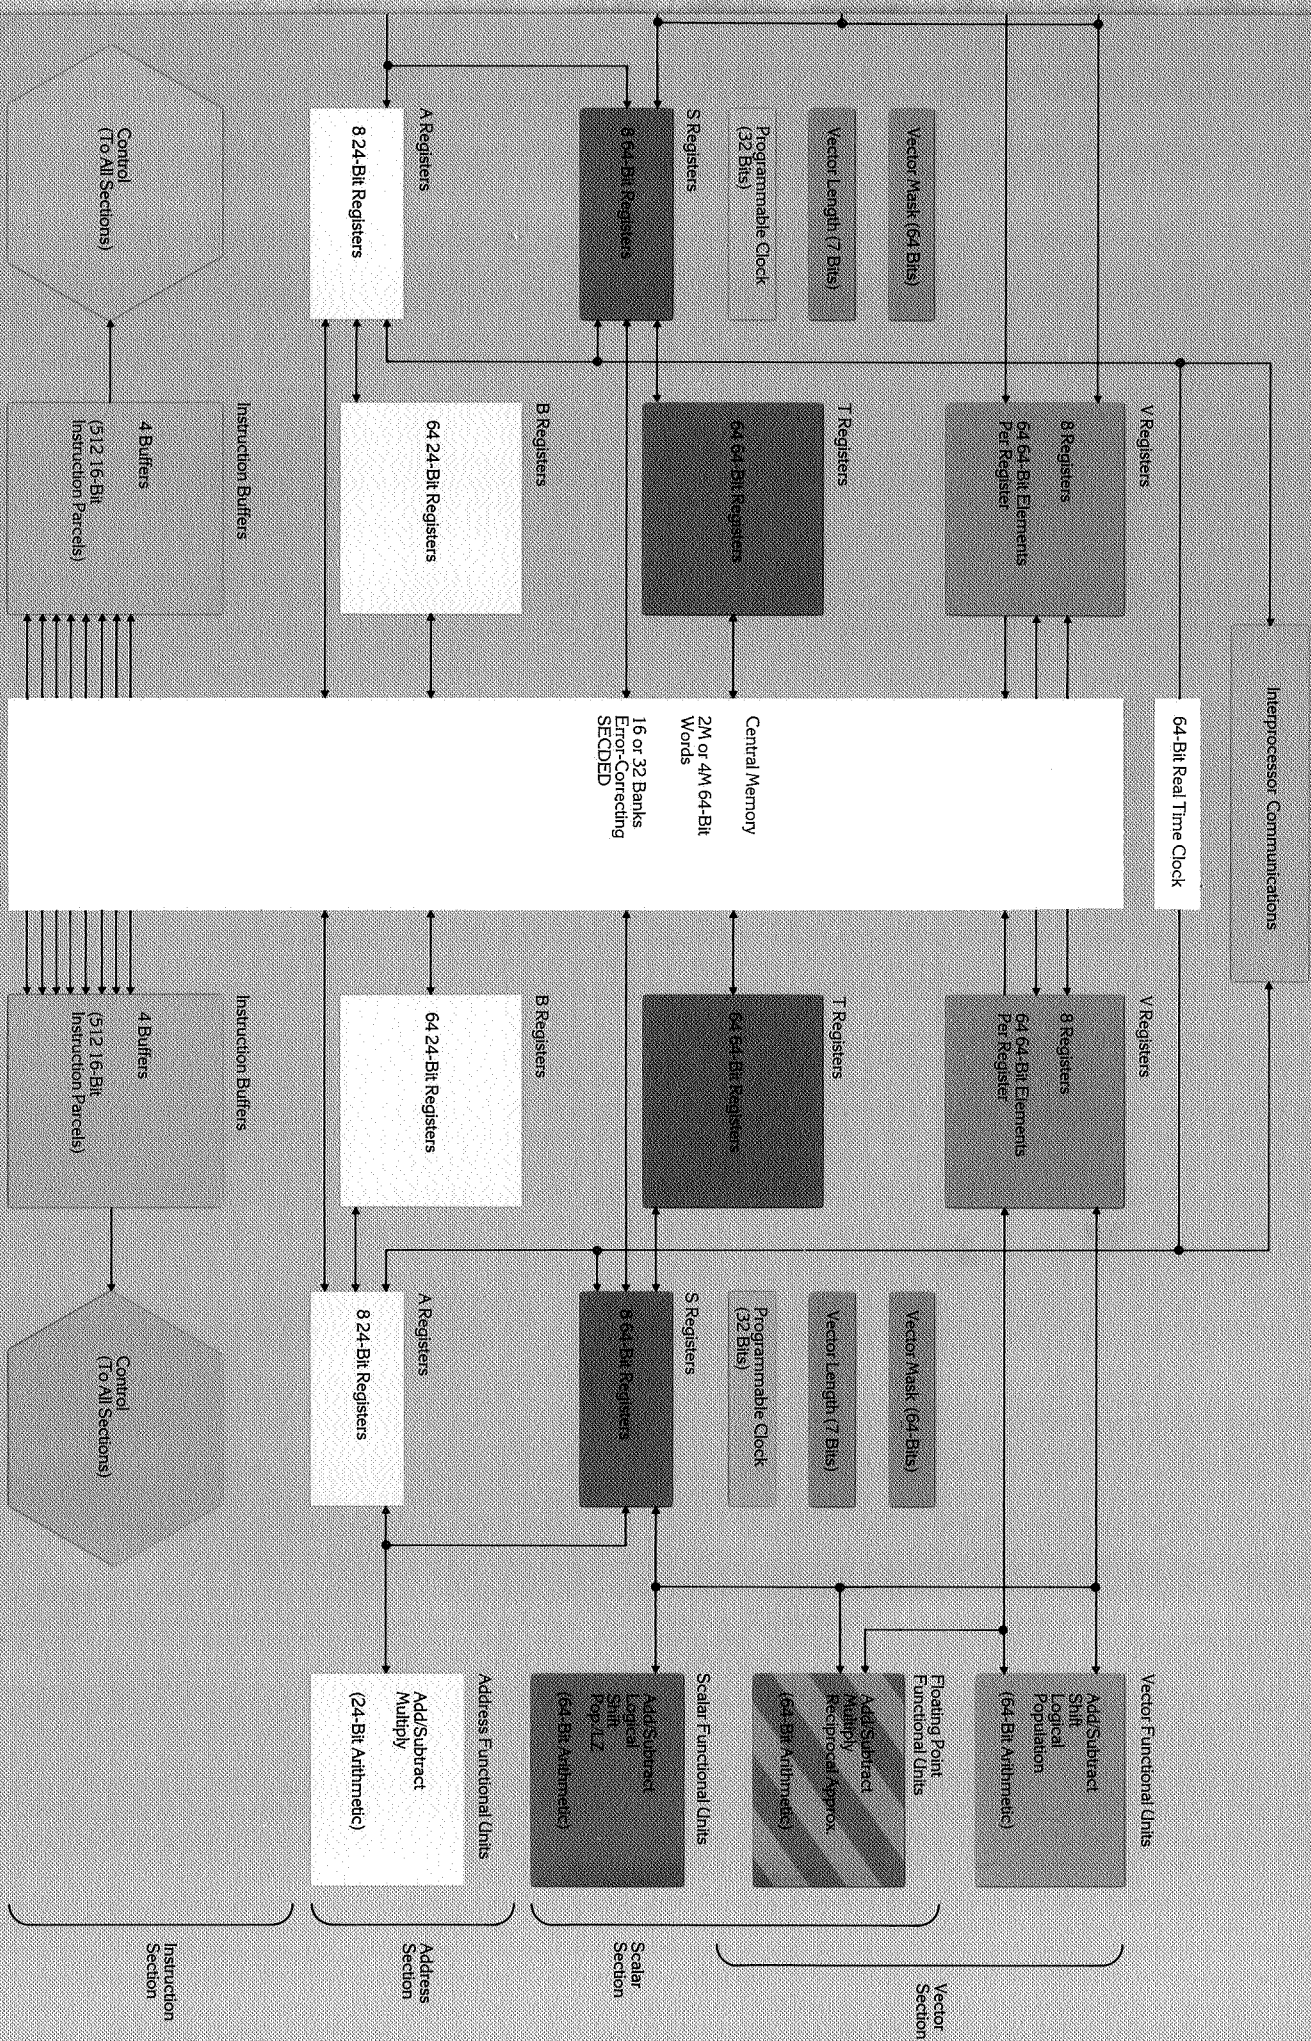 Interprocessor Communications
64-Bit Real Time Clock
Vector Mask (64 Bits)
Vector Length (7 Bits)
Programmable Clock
(32 Bits)
S Registers
8 64-Bit Registers
A Registers
8 24-Bit Registers
Control
(To All Sections)
V Registers
8 Registers
64 64-Bit Elements
Per Register
T Registers
64 64-Bit Registers
B Registers
64 24-Bit Registers
Instruction Buffers
4 Buffers
(512 16-Bit
Instruction Parcels)
Central Memory
2M or 4M 64-Bit
Words
16 or 32 Banks
Error-Correcting
SECDED
V Registers
8 Registers
64 64-Bit Elements
Per Register
T Registers
64 64-Bit Registers
B Registers
64 24-Bit Registers
Instruction Buffers
4 Buffers
(512 16-Bit
Instruction Parcels)
Vector Mask (64-Bits)
Vector Length (7 Bits)
Programmable Clock
(32 Bits)
S Registers
8 64-Bit Registers
A Registers
8 24-Bit Registers
Control
(To All Sections)
Vector Functional Units
Add/Subtract
Shift
Logical
Population
(64-Bit Arithmetic)
Floating Point
Functional Units
Add/Subtract
Multiply
Reciprocal Approx.
(64-Bit Arithmetic)
Scalar Functional Units
Add/Subtract
Logical
Shift
Pop./LZ
(64-Bit Arithmetic)
Address Functional Units
Add/Subtract
Multiply
(24-Bit Arithmetic)
Vector
Section
Scalar
Section
Address
Section
Instruction
Section